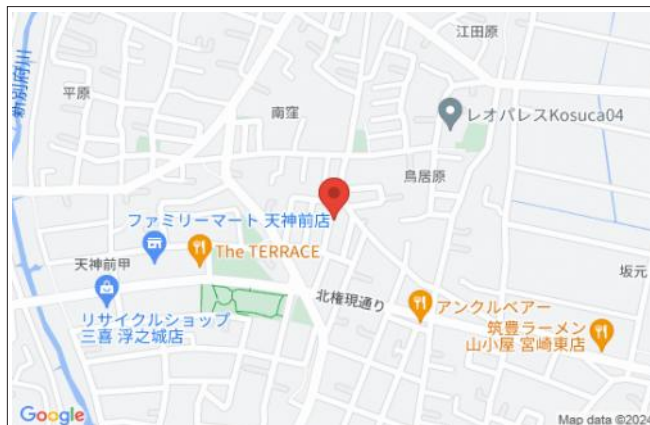 江田原
新別府川
平原
南窪
レオパレスKosuca04
鳥居原
ファミリーマート 天神前店
The TERRACE
天神前甲
坂元
北権現通り
アンクルベアー
リサイクルショップ
三喜 浮之城店
筑豊ラーメン
山小屋 宮崎東店
Google
Map data ©2024